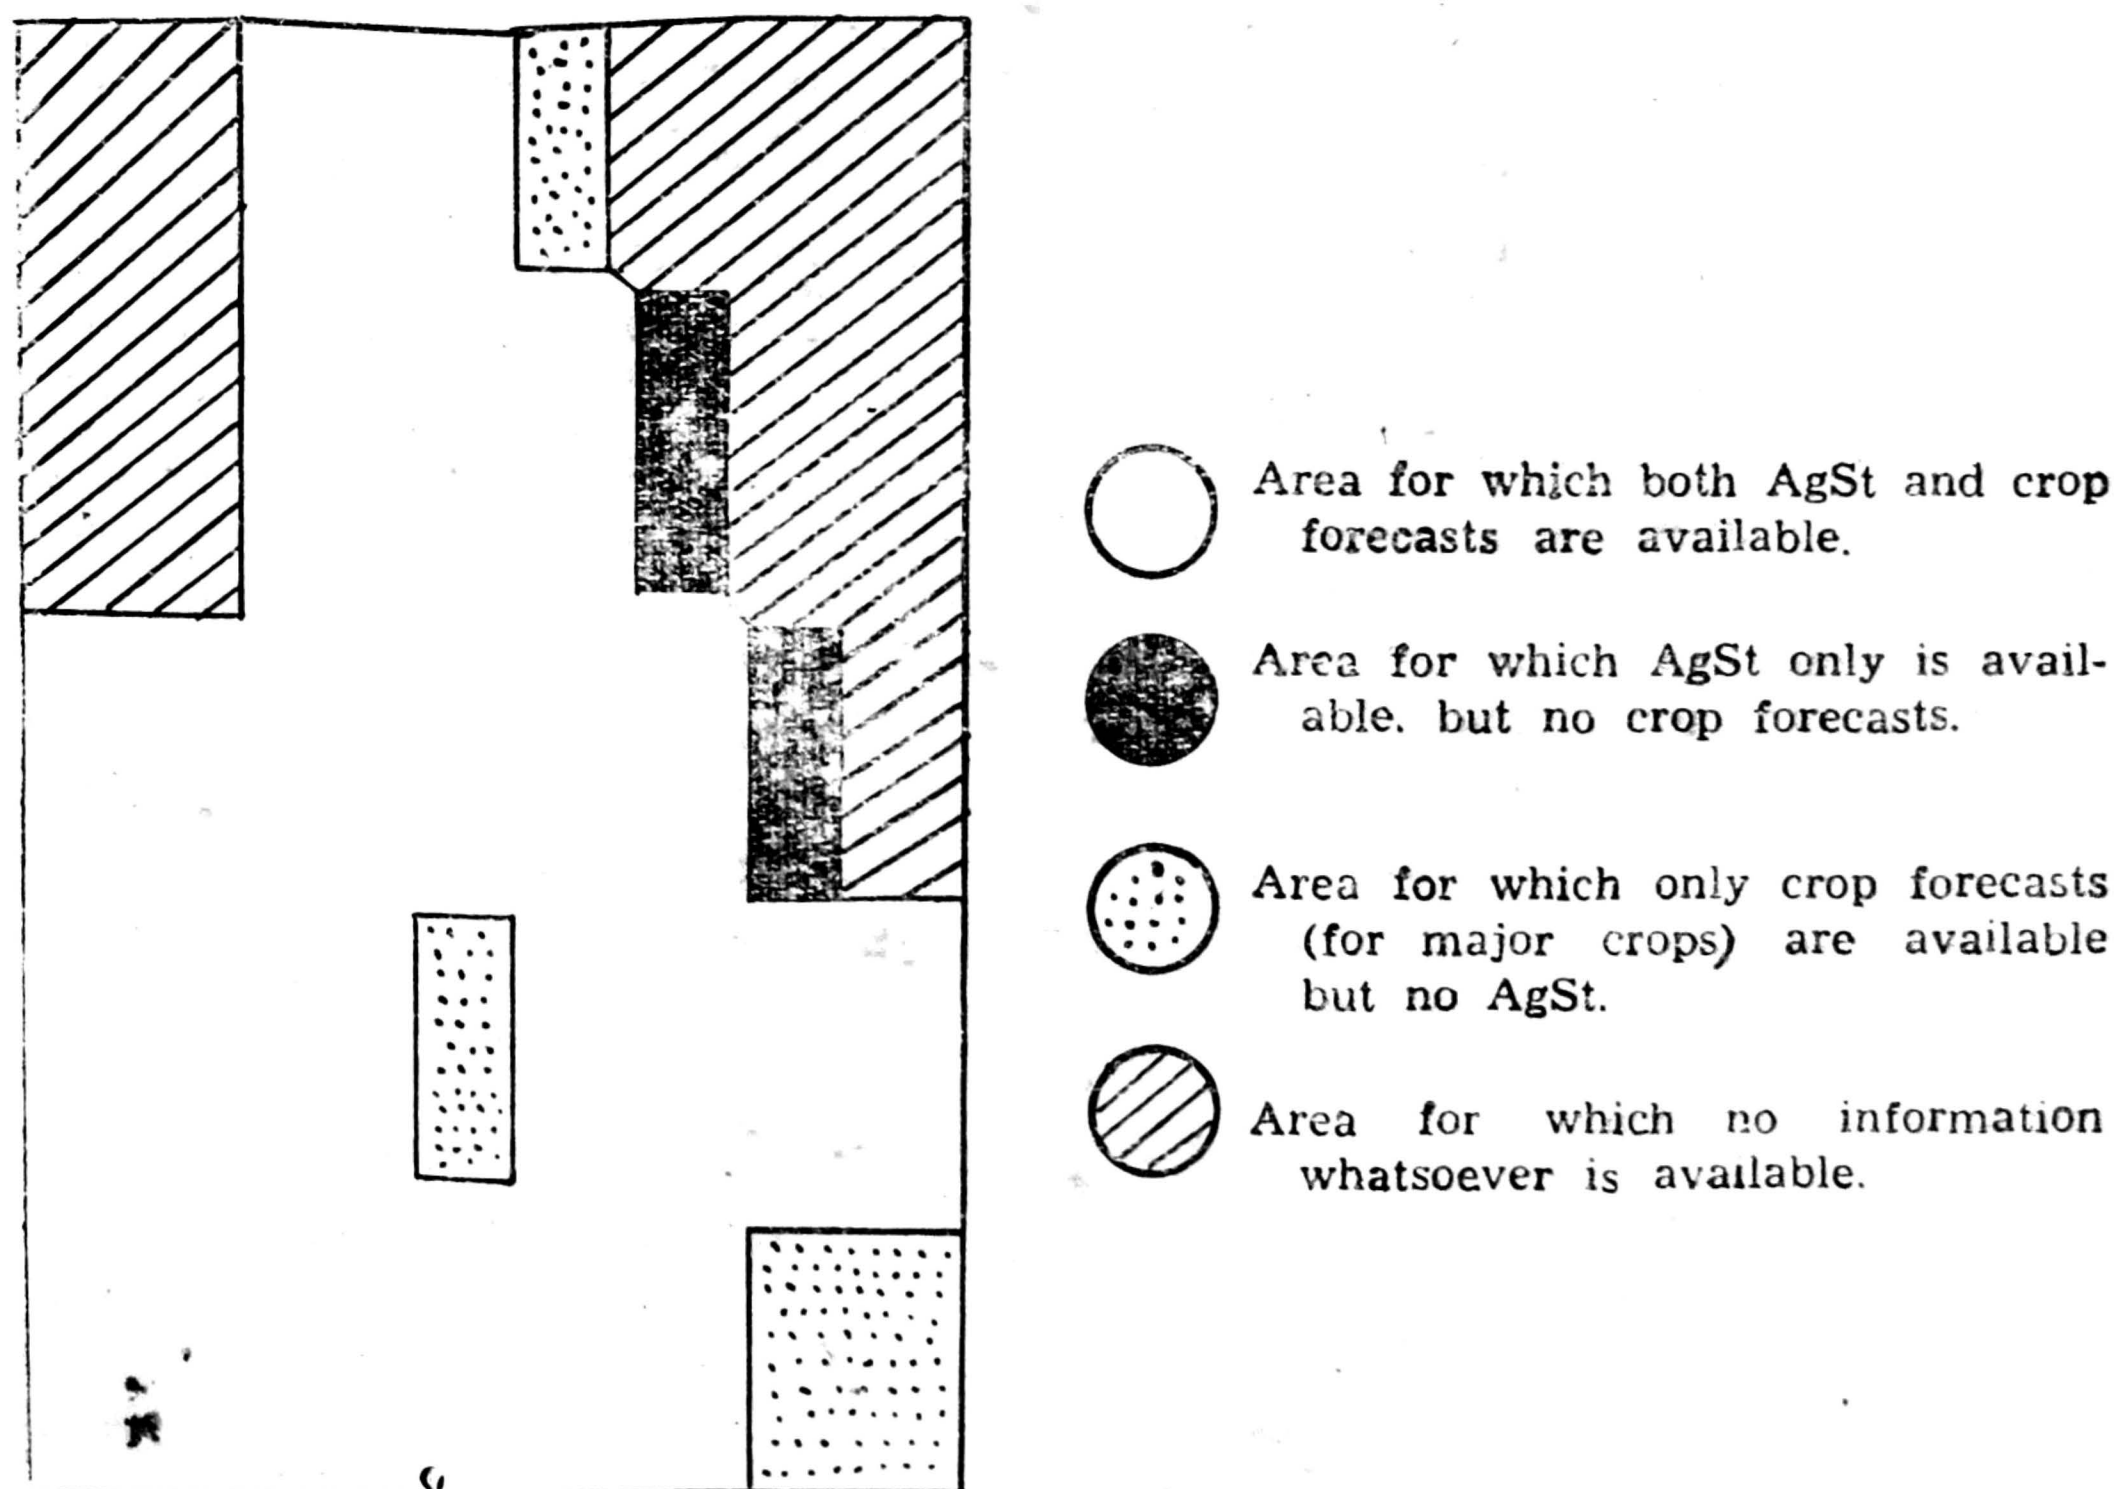 Area for which both AgSt and crop
forecasts are available.
Area for which AgSt only is avail-
able. but no crop forecasts.
Area for which only crop forecasts
(for major crops) are available
but no AgSt.
Area for which no information
whatsoever is available.